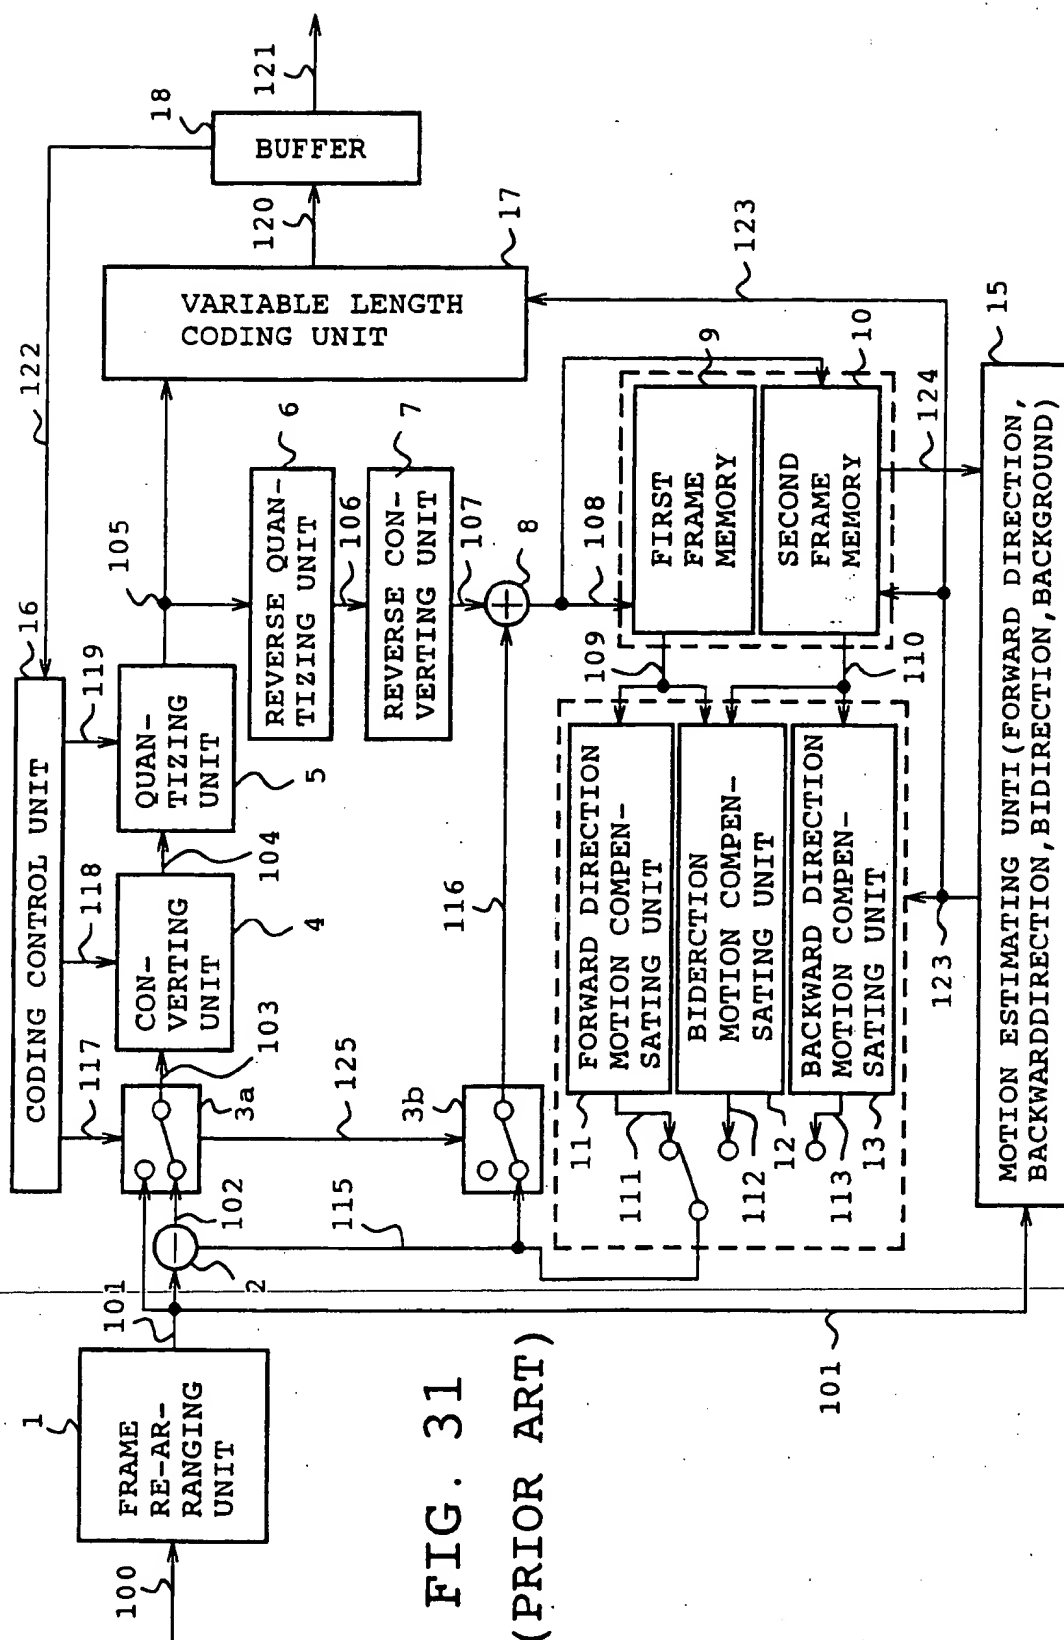 100
1
FRAME
RE-AR-
RANGING
UNIT
101
2
102
115
101
CODING CONTROL UNIT
16
122
117
118
119
3a
103
CON-
VERTING
UNIT
4
104
QUAN-
TIZING
UNIT
5
105
125
3b
116
REVERSE QUAN-
TIZING UNIT
6
106
REVERSE CON-
VERTING UNIT
7
107
8
108
VARIABLE LENGTH
CODING UNIT
17
120
BUFFER
18
121
123
FIRST
FRAME
MEMORY
9
SECOND
FRAME
MEMORY
10
109
110
124
FORWARD DIRECTION
MOTION COMPEN-
SATING UNIT
11
111
BIDERCTION
MOTION COMPEN-
SATING UNIT
12
112
BACKWARD DIRECTION
MOTION COMPEN-
SATING UNIT
13
113
123
15
MOTION ESTIMATING UNTI(FORWARD DIRECTION,
BACKWARDDIRECTION,BIDIRECTION,BACKGROUND)
FIG. 31
(PRIOR ART)